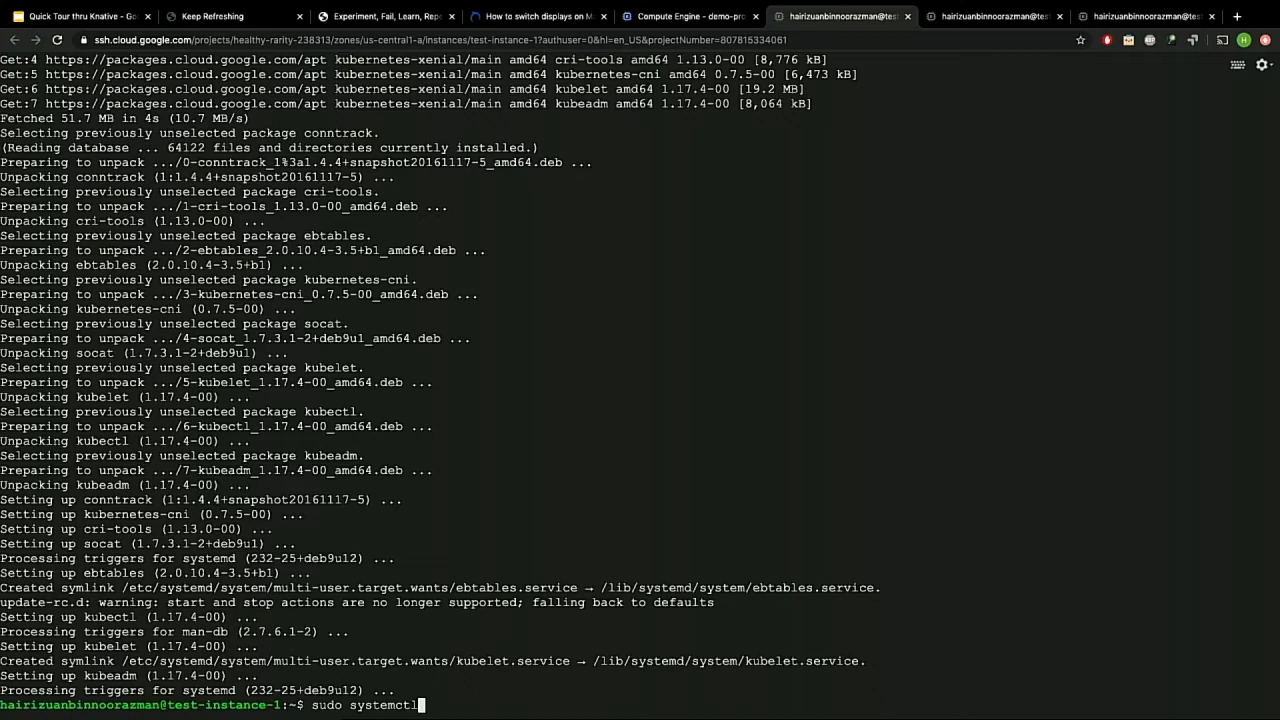 Quick Tour thru Knative - Goo
Keep Refreshing
Experiment, Fail, Learn, Repe
How to switch displays on M
Compute Engine - demo-pro
hairizuanbinnoorazman@test
hairizuanbinnoorazman@test-
hairizuanbinnoorazman@test-
ssh.cloud.google.com/projects/healthy-rarity-238313/zones/us-central1-a/instances/test-instance-1?authuser=0&hl=en_US&projectNumber=807815334061
Get:4 https://packages.cloud.google.com/apt kubernetes-xenial/main amd64 cri-tools amd64 1.13.0-00 [8,776 kB]
Get:5 https://packages.cloud.google.com/apt kubernetes-xenial/main amd64 kubernetes-cni amd64 0.7.5-00 [6,473 kB]
Get:6 https://packages.cloud.google.com/apt kubernetes-xenial/main amd64 kubelet amd64 1.17.4-00 [19.2 MB]
Get:7 https://packages.cloud.google.com/apt kubernetes-xenial/main amd64 kubeadm amd64 1.17.4-00 [8,064 kB]
Fetched 51.7 MB in 4s (10.7 MB/s)
Selecting previously unselected package conntrack.
(Reading database ... 64122 files and directories currently installed.)
Preparing to unpack .../0-conntrack_1%3a1.4.4+snapshot20161117-5_amd64.deb ...
Unpacking conntrack (1:1.4.4+snapshot20161117-5) ...
Selecting previously unselected package cri-tools.
Preparing to unpack .../1-cri-tools_1.13.0-00_amd64.deb ...
Unpacking cri-tools (1.13.0-00) ...
Selecting previously unselected package ebtables.
Preparing to unpack .../2-ebtables_2.0.10.4-3.5+b1_amd64.deb ...
Unpacking ebtables (2.0.10.4-3.5+b1) ...
Selecting previously unselected package kubernetes-cni.
Preparing to unpack .../3-kubernetes-cni_0.7.5-00_amd64.deb ...
Unpacking kubernetes-cni (0.7.5-00) ...
Selecting previously unselected package socat.
Preparing to unpack .../4-socat_1.7.3.1-2+deb9u1_amd64.deb ...
Unpacking socat (1.7.3.1-2+deb9u1) ...
Selecting previously unselected package kubelet.
Preparing to unpack .../5-kubelet_1.17.4-00_amd64.deb ...
Unpacking kubelet (1.17.4-00) ...
Selecting previously unselected package kubectl.
Preparing to unpack .../6-kubectl_1.17.4-00_amd64.deb ...
Unpacking kubectl (1.17.4-00) ...
Selecting previously unselected package kubeadm.
Preparing to unpack .../7-kubeadm_1.17.4-00_amd64.deb ...
Unpacking kubeadm (1.17.4-00) ...
Setting up conntrack (1:1.4.4+snapshot20161117-5) ...
Setting up kubernetes-cni (0.7.5-00) ...
Setting up cri-tools (1.13.0-00) ...
Setting up socat (1.7.3.1-2+deb9u1) ...
Processing triggers for systemd (232-25+deb9u12) ...
Setting up ebtables (2.0.10.4-3.5+b1) ...
Created symlink /etc/systemd/system/multi-user.target.wants/ebtables.service → /lib/systemd/system/ebtables.service.
update-rc.d: warning: start and stop actions are no longer supported; falling back to defaults
Setting up kubectl (1.17.4-00) ...
Processing triggers for man-db (2.7.6.1-2) ...
Setting up kubelet (1.17.4-00) ...
Created symlink /etc/systemd/system/multi-user.target.wants/kubelet.service → /lib/systemd/system/kubelet.service.
Setting up kubeadm (1.17.4-00) ...
Processing triggers for systemd (232-25+deb9u12) ...
hairizuanbinnoorazman@test-instance-1:~$ sudo systemctl